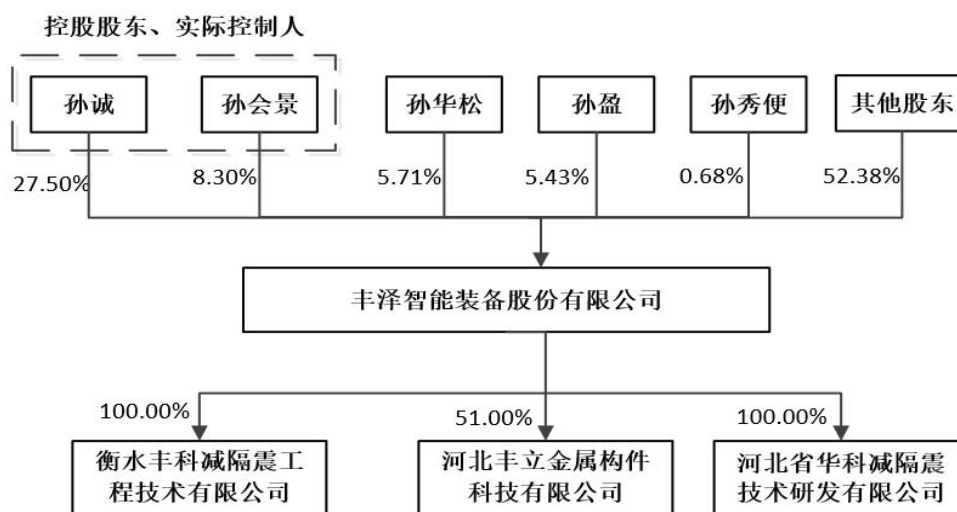 控股股东、实际控制人
孙诚
孙会景
孙华松
孙盈
孙秀便
其他股东
27.50%
8.30%
5.71%
5.43%
0.68%
52.38%
丰泽智能装备股份有限公司
100.00%
51.00%
100.00%
衡水丰科减隔震工
程技术有限公司
河北丰立金属构件
科技有限公司
河北省华科减隔震
技术研发有限公司